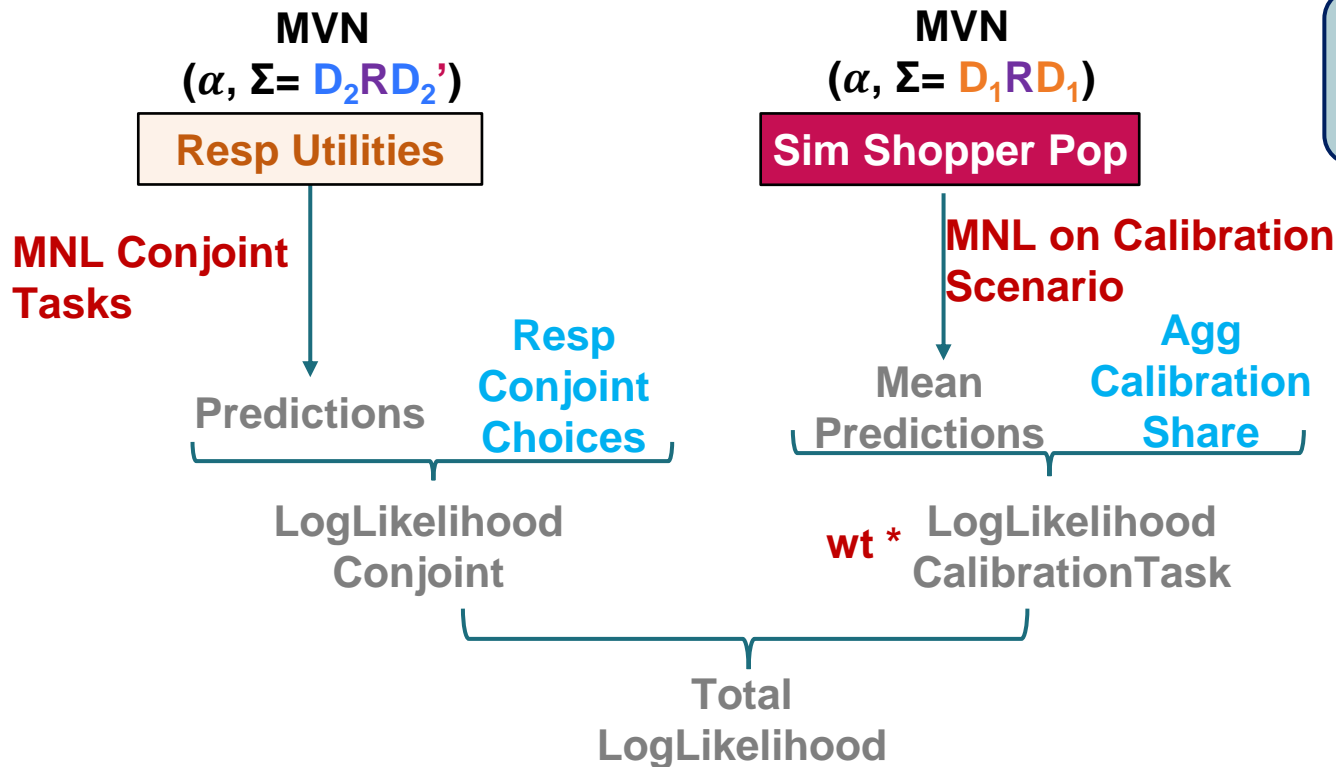 MVN
(α, Σ= D₂RD₂’)
Resp Utilities
MNL Conjoint
Tasks
Predictions
Resp
Conjoint
Choices
LogLikelihood
Conjoint
MVN
(α, Σ= D₁RD₁)
Sim Shopper Pop
MNL on Calibration
Scenario
Mean
Predictions
Agg
Calibration
Share
wt *
LogLikelihood
CalibrationTask
Total
LogLikelihood